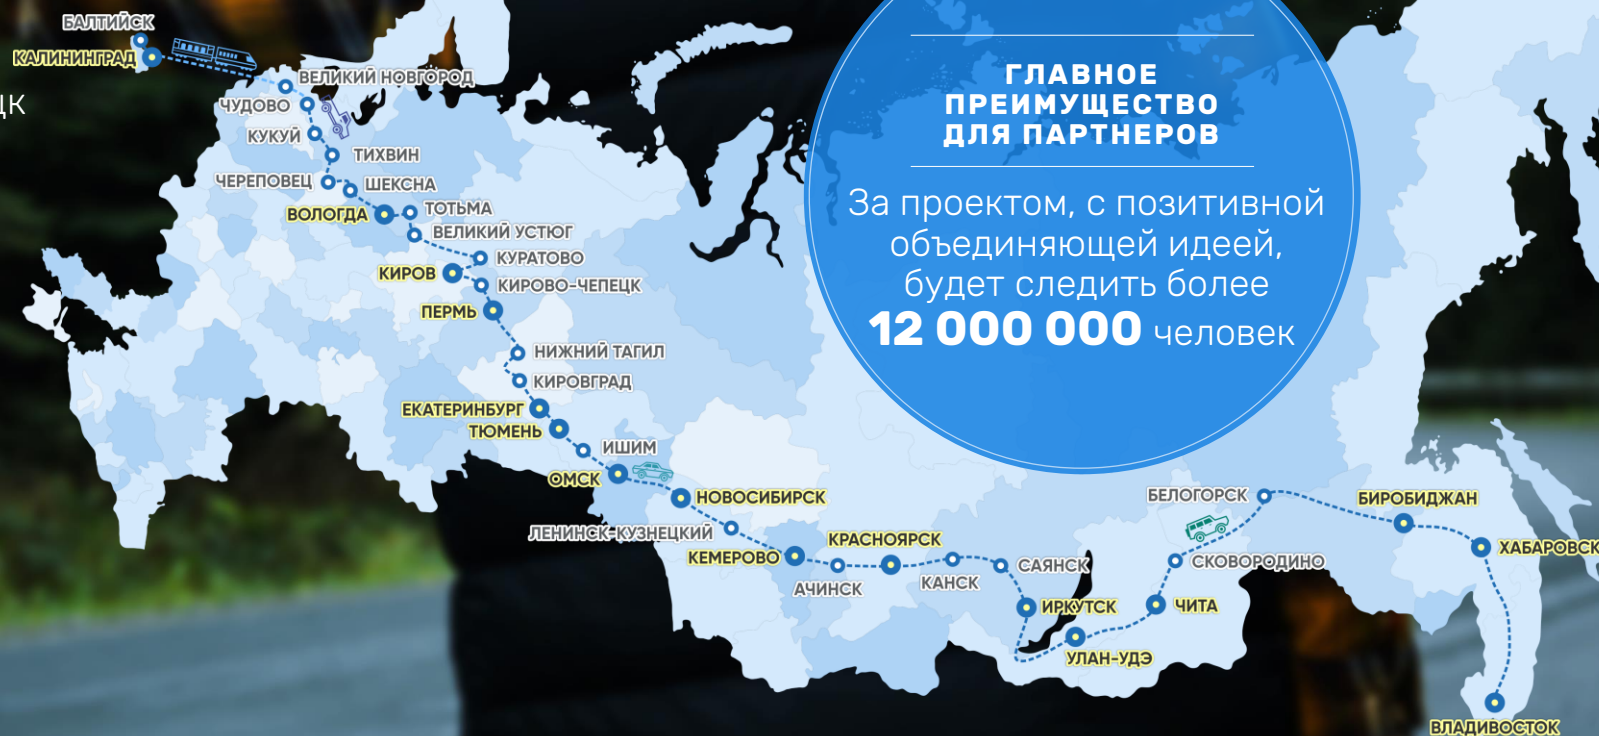 БАЛТИЙСК
КАЛИНИНГРАД
ЦК
ВЕЛИКИЙ НОВГОРОД
ЧУДОВО
КУКУЙ
ТИХВИН
ЧЕРЕПОВЕЦ
ШЕКСНА
ВОЛОГДА
ТОТЬМА
ВЕЛИКИЙ УСТЮГ
КУРАТОВО
КИРОВ
КИРОВО-ЧЕПЕЦК
ПЕРМЬ
НИЖНИЙ ТАГИЛ
КИРОВГРАД
ЕКАТЕРИНБУРГ
ТЮМЕНЬ
ИШИМ
ОМСК
НОВОСИБИРСК
ЛЕНИНСК-КУЗНЕЦКИЙ
КЕМЕРОВО
АЧИНСК
КРАСНОЯРСК
КАНСК
САЯНСК
ИРКУТСК
УЛАН-УДЭ
ЧИТА
СКОВОРОДИНО
БЕЛОГОРСК
БИРОБИДЖАН
ХАБАРОВСК
ВЛАДИВОСТОК
ГЛАВНОЕ
ПРЕИМУЩЕСТВО
ДЛЯ ПАРТНЕРОВ
За проектом, с позитивной
объединяющей идеей,
будет следить более
12 000 000 человек